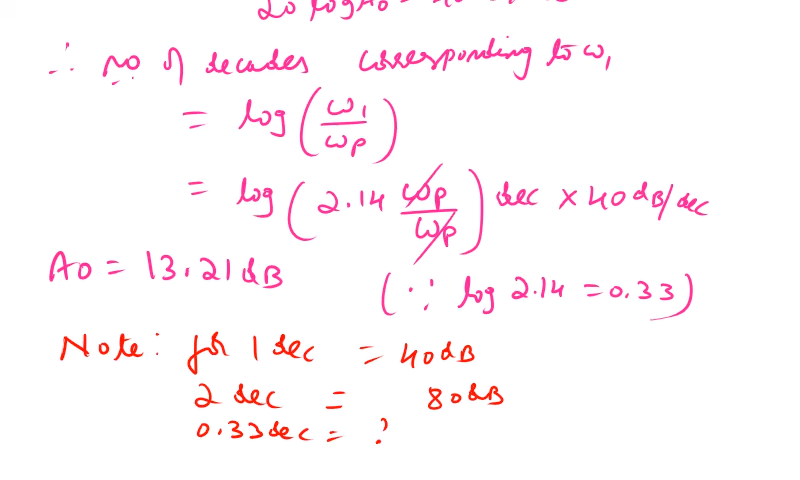 ∴ no of decades corresponding to ω₁
= log (ω₁/ωp)
= log (2.14 ωp/ωp) dec × 40dB/dec
A0 = 13.21dB (∵ log 2.14 = 0.33)
Note: for 1 dec = 40dB
2 dec = 80dB
0.33dec = ?